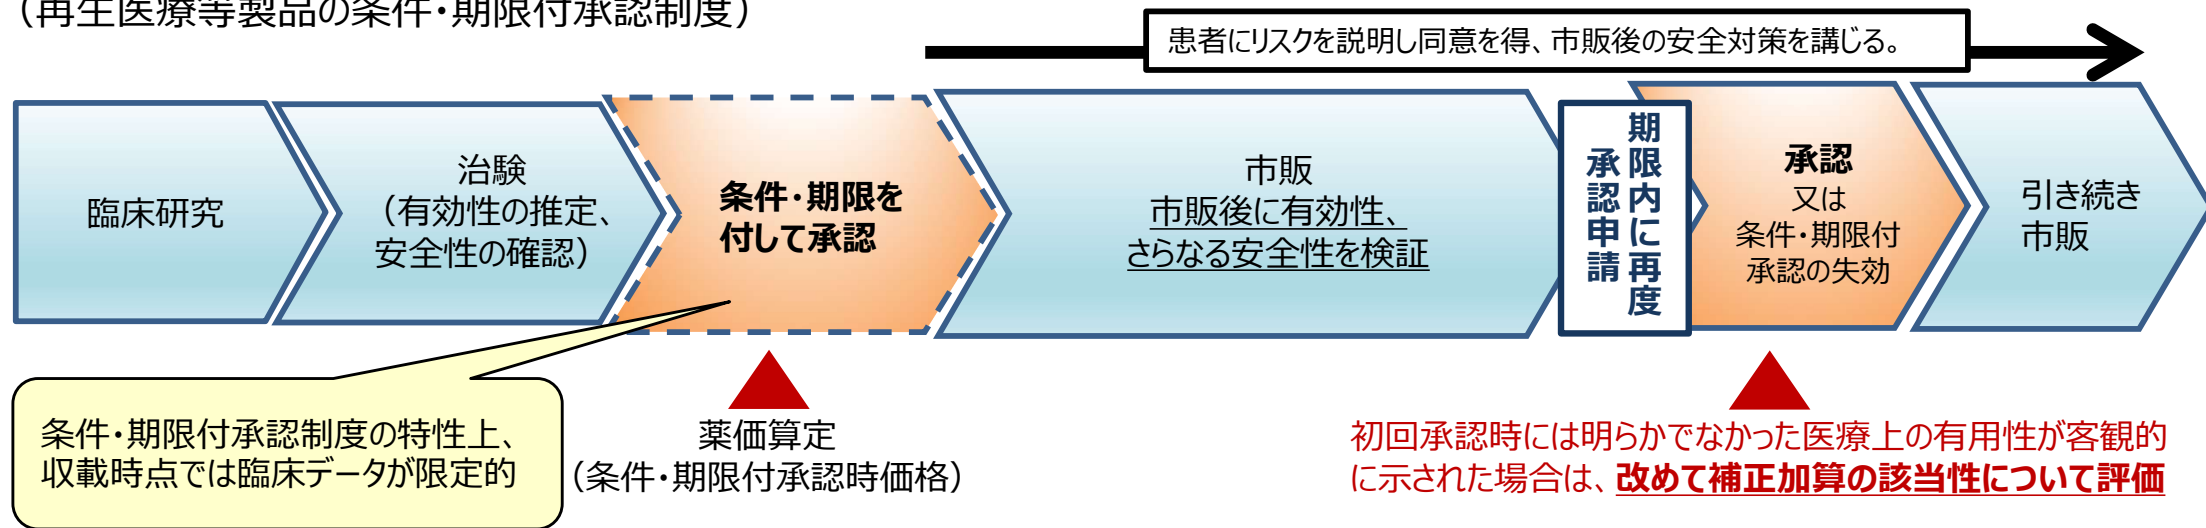 （再生医療等製品の条件・期限付承認制度）
患者にリスクを説明し同意を得、市販後の安全対策を講じる。
臨床研究
治験
（有効性の推定、
安全性の確認）
条件・期限を
付して承認
市販
市販後に有効性、
さらなる安全性を検証
期限内に再度
承認申請
承認
又は
条件・期限付
承認の失効
引き続き
市販
条件・期限付承認制度の特性上、
収載時点では臨床データが限定的
薬価算定
（条件・期限付承認時価格）
初回承認時には明らかでなかった医療上の有用性が客観的
に示された場合は、改めて補正加算の該当性について評価